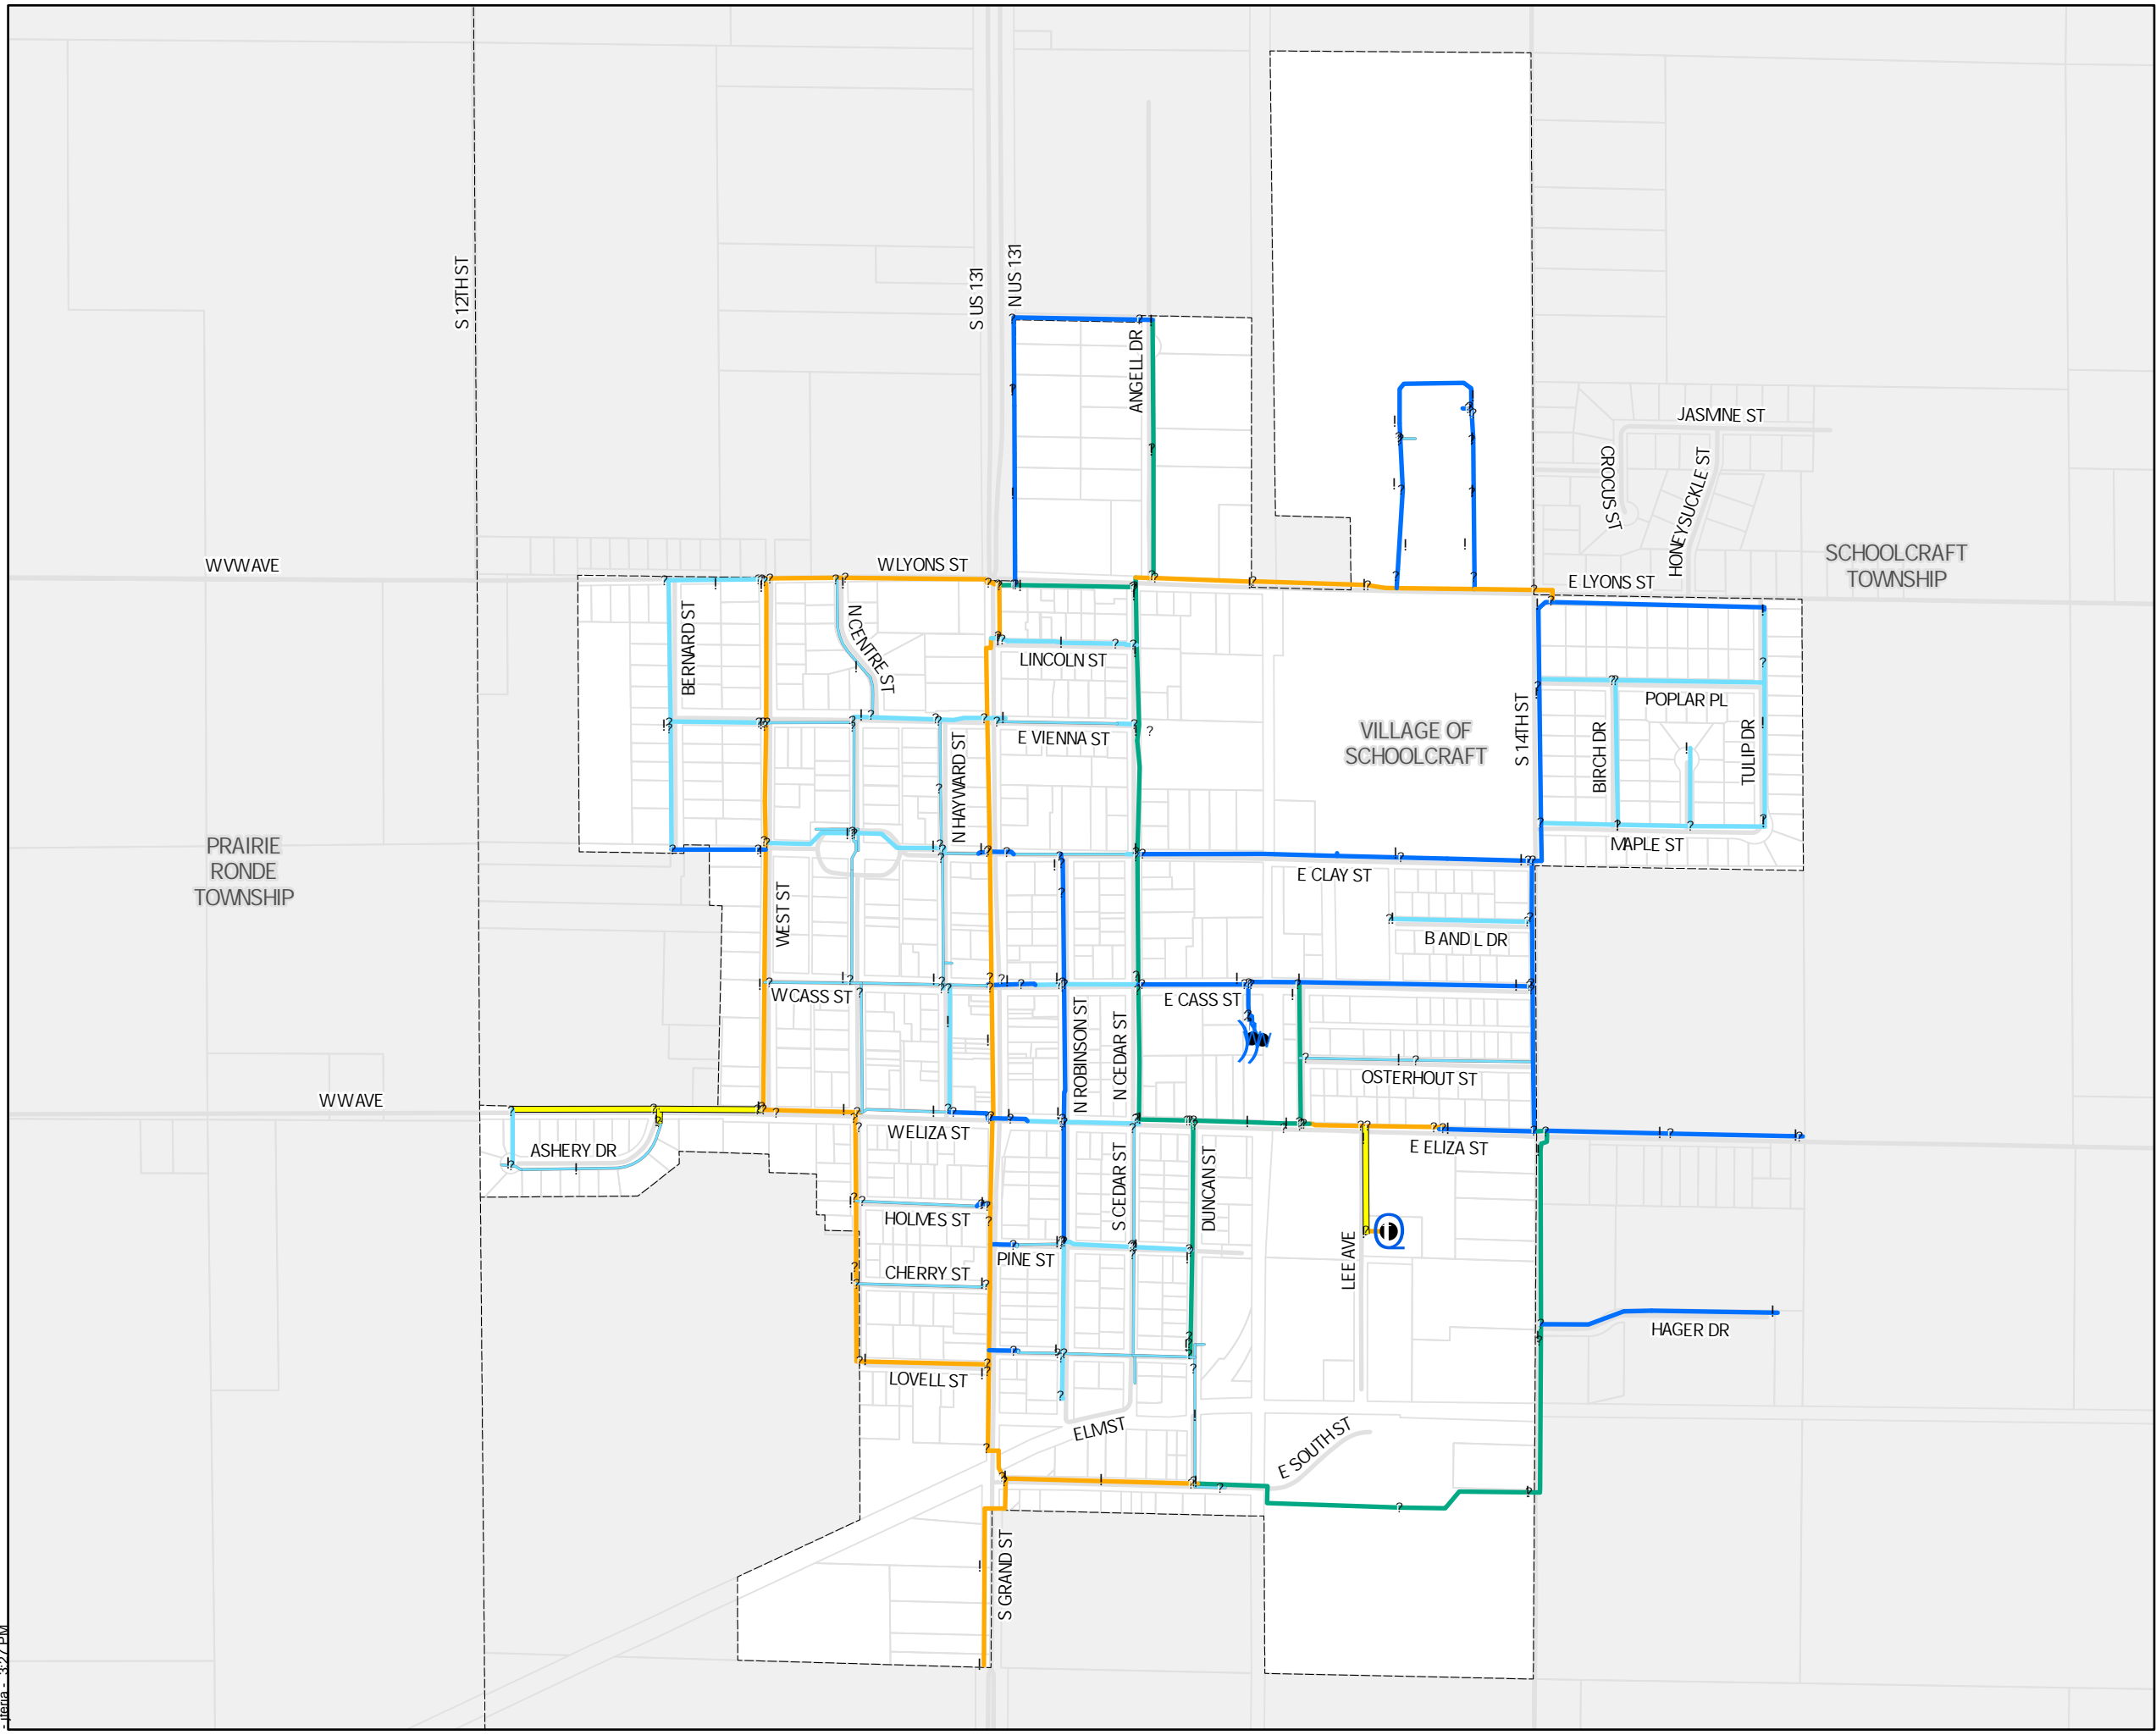 S 12TH ST
S US 131
N US 131
ANGELL DR
JASMINE ST
CROCUS ST
HONEYSUCKLE ST
SCHOOLCRAFT
TOWNSHIP
W VW AVE
W LYONS ST
E LYONS ST
BERNARD ST
N CENTRE ST
LINCOLN ST
POPLAR PL
E VIENNA ST
VILLAGE OF
SCHOOLCRAFT
S 14TH ST
BIRCH DR
TULIP DR
N HAYWARD ST
MAPLE ST
PRAIRIE
RONDE
TOWNSHIP
E CLAY ST
WEST ST
B AND L DR
W CASS ST
E CASS ST
N ROBINSON ST
N CEDAR ST
OSTERHOUT ST
W W AVE
W ELIZA ST
E ELIZA ST
ASHERY DR
S CEDAR ST
DUNCAN ST
HOLMES ST
PINE ST
LEE AVE
CHERRY ST
HAGER DR
LOVELL ST
ELM ST
E SOUTH ST
S GRAND ST
3:27 PM